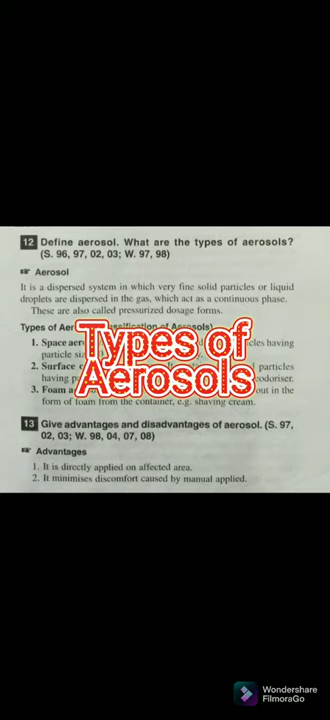 12 Define aerosol. What are the types of aerosols?
(S. 96, 97, 02, 03; W. 97, 98)
☞ Aerosol
It is a dispersed system in which very fine solid particles or liquid
droplets are dispersed in the gas, which act as a continuous phase.
These are also called pressurized dosage forms.
Types of Aer of Aerosols)
Types of
Aerosols
1. Space aer having
particle si
2. Surface particles
having
3. Foam out in the
form of foam from the container, e.g. shaving cream.
13 Give advantages and disadvantages of aerosol. (S. 97,
02, 03; W. 98, 04, 07, 08)
☞ Advantages
1. It is directly applied on affected area.
2. It minimises discomfort caused by manual applied.
Wondershare
FilmoraGo